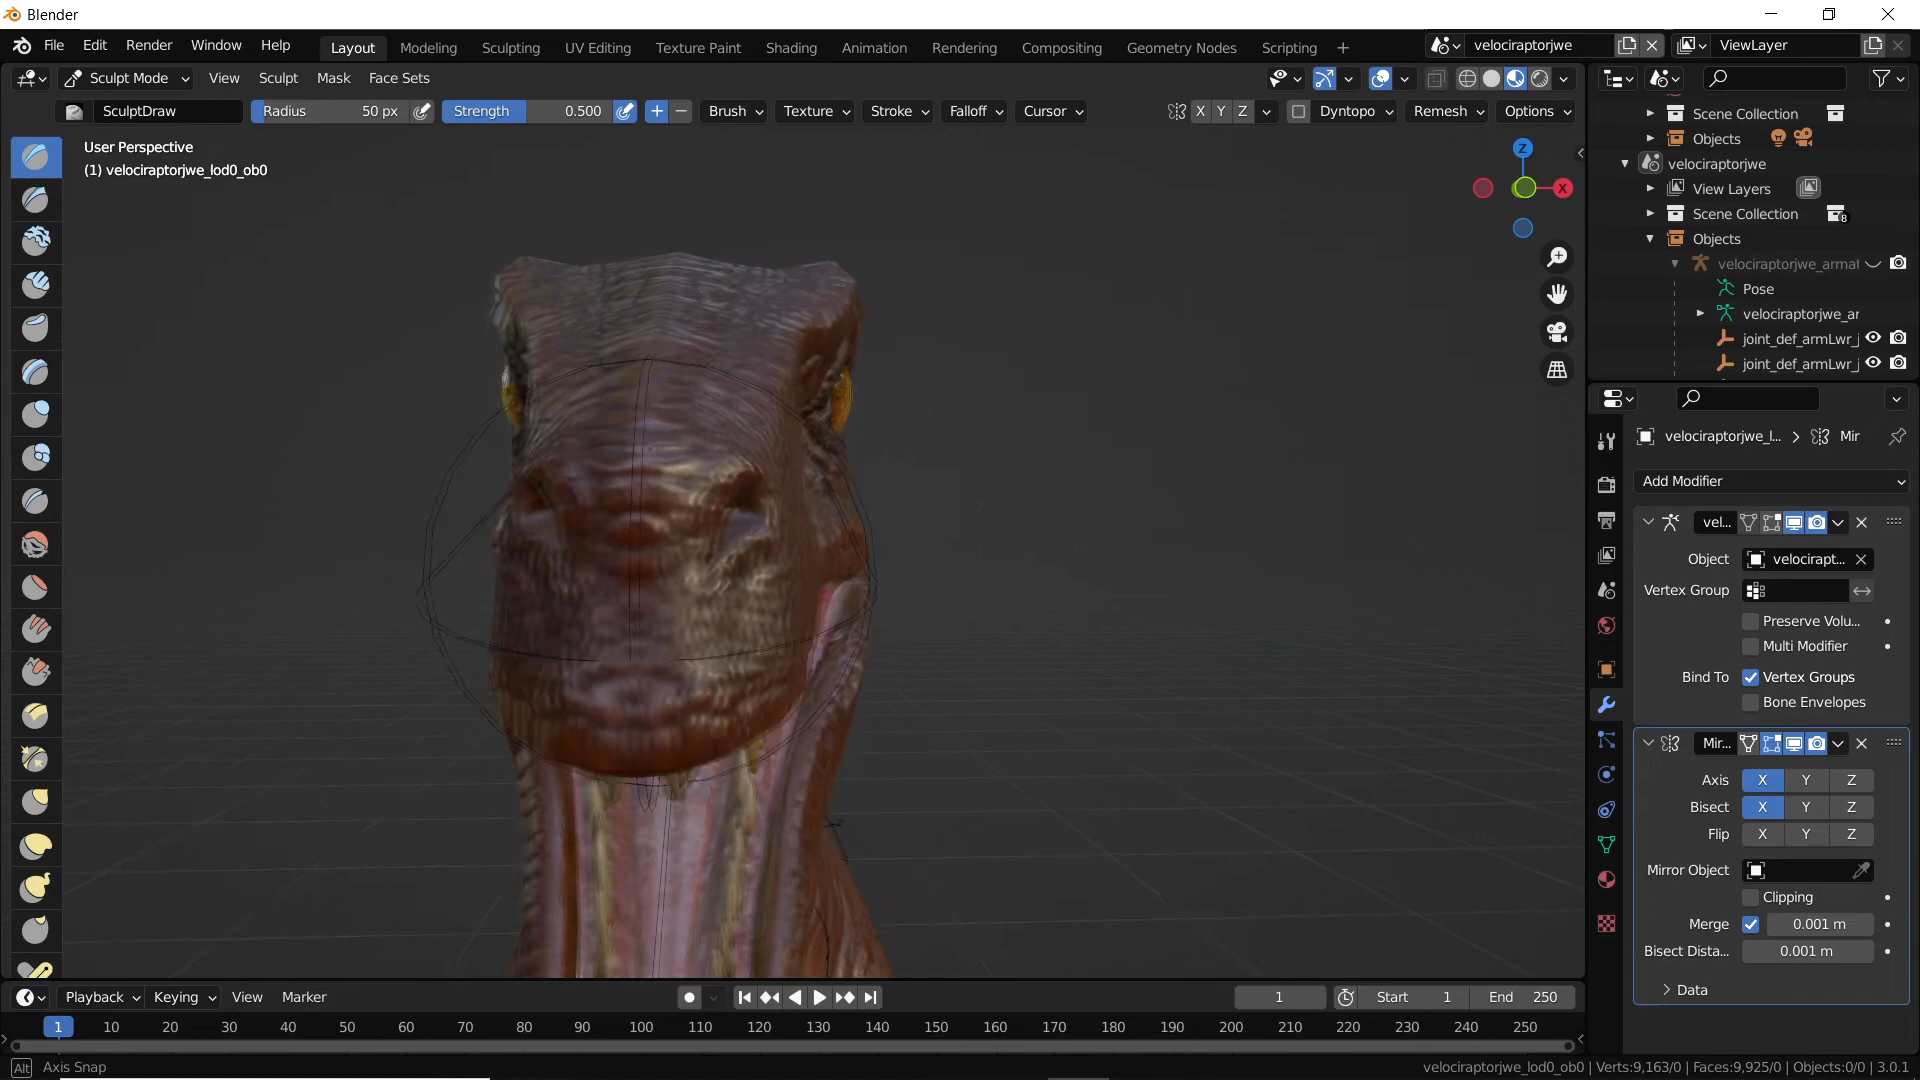 Blender
File Edit Render Window Help
Layout Modeling Sculpting UV Editing Texture Paint Shading Animation Rendering Compositing Geometry Nodes Scripting +
velociraptorjwe
ViewLayer
Sculpt Mode View Sculpt Mask Face Sets
SculptDraw Radius 50 px Strength 0.500 + − Brush Texture Stroke Falloff Cursor X Y Z Dyntopo Remesh Options
User Perspective
(1) velociraptorjwe_lod0_ob0
Z
X
Scene Collection
Objects
velociraptorjwe
View Layers
Scene Collection 8
Objects
velociraptorjwe_armat
Pose
velociraptorjwe_ar
joint_def_armLwr_j
joint_def_armLwr_j
velociraptorjwe_l... > Mir
Add Modifier
vel...
Object velocirapt...
Vertex Group
Preserve Volu...
Multi Modifier
Bind To Vertex Groups
Bone Envelopes
Mir...
Axis X Y Z
Bisect X Y Z
Flip X Y Z
Mirror Object
Clipping
Merge 0.001 m
Bisect Dista... 0.001 m
Data
Playback Keying View Marker
1 Start 1 End 250
1 10 20 30 40 50 60 70 80 90 100 110 120 130 140 150 160 170 180 190 200 210 220 230 240 250
Alt Axis Snap
velociraptorjwe_lod0_ob0 | Verts:9,163/0 | Faces:9,925/0 | Objects:0/0 | 3.0.1